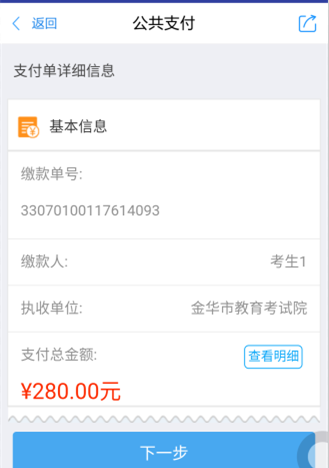 返回
公共支付
支付单详细信息
基本信息
缴款单号:
33070100117614093
缴款人:
考生1
执收单位:
金华市教育考试院
支付总金额:
查看明细
¥280.00元
下一步